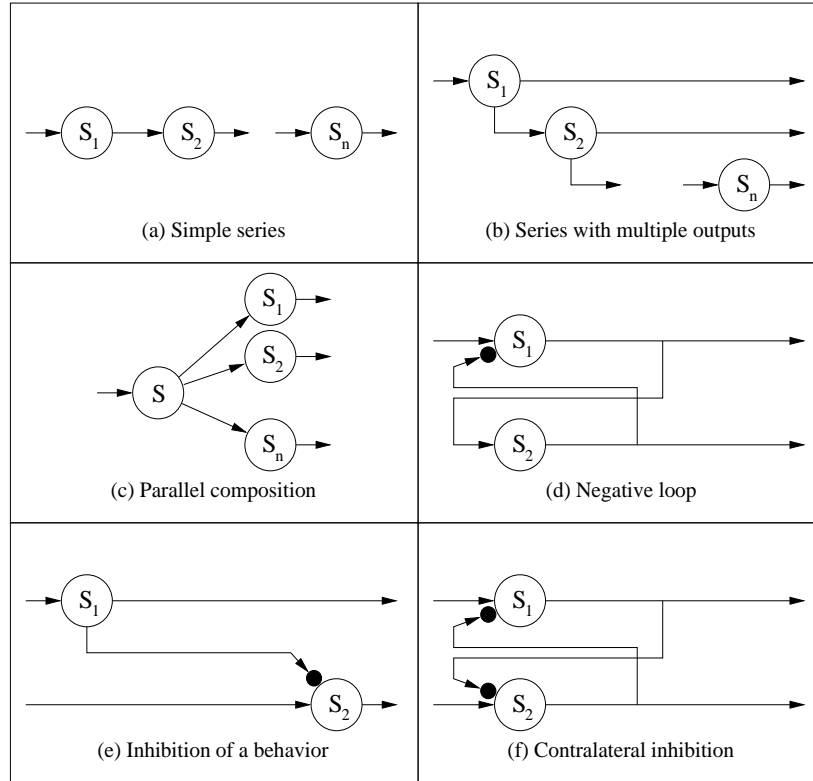 S1 S2 Sn
(a) Simple series
S1
S2
Sn
(b) Series with multiple outputs
S1
S2
S
Sn
(c) Parallel composition
S1
S2
(d) Negative loop
S1
S2
(e) Inhibition of a behavior
S1
S2
(f) Contralateral inhibition